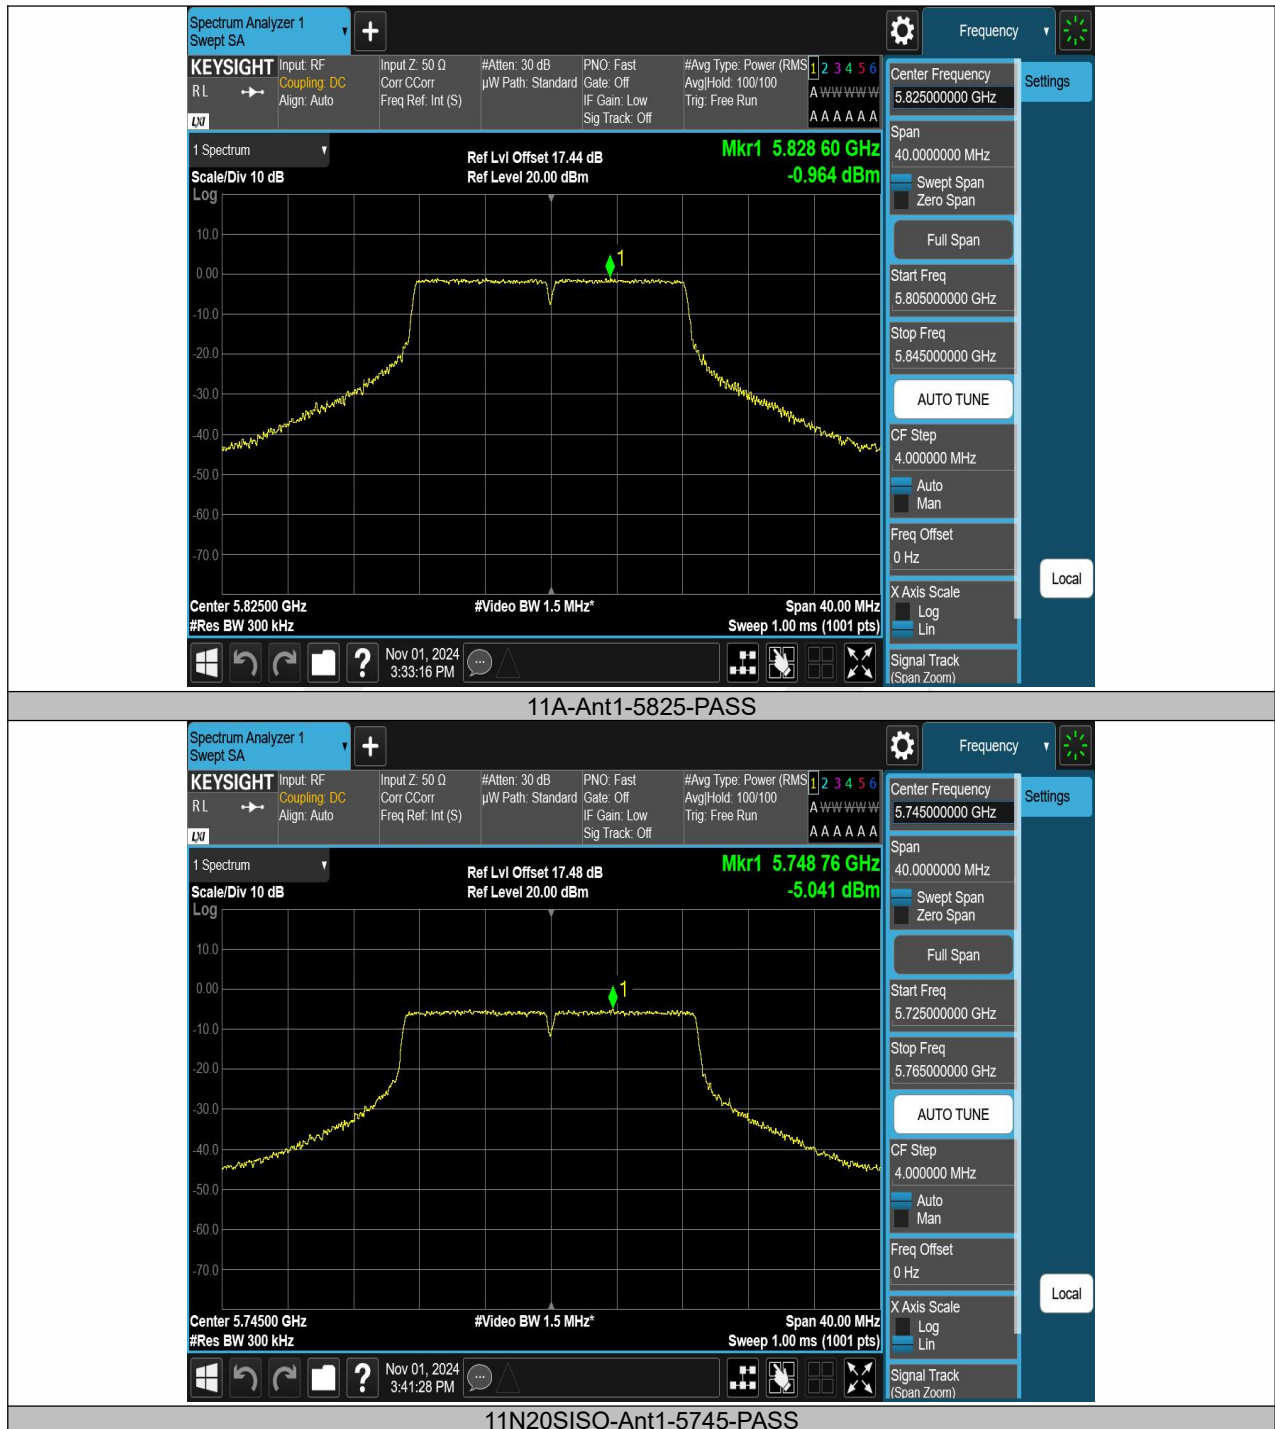 Spectrum Analyzer 1
Swept SA
+
Frequency
KEYSIGHT
R L
LXI
Input: RF
Coupling: DC
Align: Auto
Input Z: 50 Ω
Corr CCorr
Freq Ref: Int (S)
#Atten: 30 dB
µW Path: Standard
PNO: Fast
Gate: Off
IF Gain: Low
Sig Track: Off
#Avg Type: Power (RMS
Avg|Hold: 100/100
Trig: Free Run
1 2 3 4 5 6
A W W W W W
A A A A A A
1 Spectrum
Scale/Div 10 dB
Ref Lvl Offset 17.44 dB
Ref Level 20.00 dBm
Mkr1 5.828 60 GHz
-0.964 dBm
Log
10.0
0.00
-10.0
-20.0
-30.0
-40.0
-50.0
-60.0
-70.0
1
Center 5.82500 GHz
#Res BW 300 kHz
#Video BW 1.5 MHz*
Span 40.00 MHz
Sweep 1.00 ms (1001 pts)
Center Frequency
5.825000000 GHz
Span
40.0000000 MHz
Swept Span
Zero Span
Full Span
Start Freq
5.805000000 GHz
Stop Freq
5.845000000 GHz
AUTO TUNE
CF Step
4.000000 MHz
Auto
Man
Freq Offset
0 Hz
X Axis Scale
Log
Lin
Signal Track
(Span Zoom)
Settings
Local
?
Nov 01, 2024
3:33:16 PM
11A-Ant1-5825-PASS
Spectrum Analyzer 1
Swept SA
+
Frequency
KEYSIGHT
R L
LXI
Input: RF
Coupling: DC
Align: Auto
Input Z: 50 Ω
Corr CCorr
Freq Ref: Int (S)
#Atten: 30 dB
µW Path: Standard
PNO: Fast
Gate: Off
IF Gain: Low
Sig Track: Off
#Avg Type: Power (RMS
Avg|Hold: 100/100
Trig: Free Run
1 2 3 4 5 6
A W W W W W
A A A A A A
1 Spectrum
Scale/Div 10 dB
Ref Lvl Offset 17.48 dB
Ref Level 20.00 dBm
Mkr1 5.748 76 GHz
-5.041 dBm
Log
10.0
0.00
-10.0
-20.0
-30.0
-40.0
-50.0
-60.0
-70.0
1
Center 5.74500 GHz
#Res BW 300 kHz
#Video BW 1.5 MHz*
Span 40.00 MHz
Sweep 1.00 ms (1001 pts)
Center Frequency
5.745000000 GHz
Span
40.0000000 MHz
Swept Span
Zero Span
Full Span
Start Freq
5.725000000 GHz
Stop Freq
5.765000000 GHz
AUTO TUNE
CF Step
4.000000 MHz
Auto
Man
Freq Offset
0 Hz
X Axis Scale
Log
Lin
Signal Track
(Span Zoom)
Settings
Local
?
Nov 01, 2024
3:41:28 PM
11N20SISO-Ant1-5745-PASS